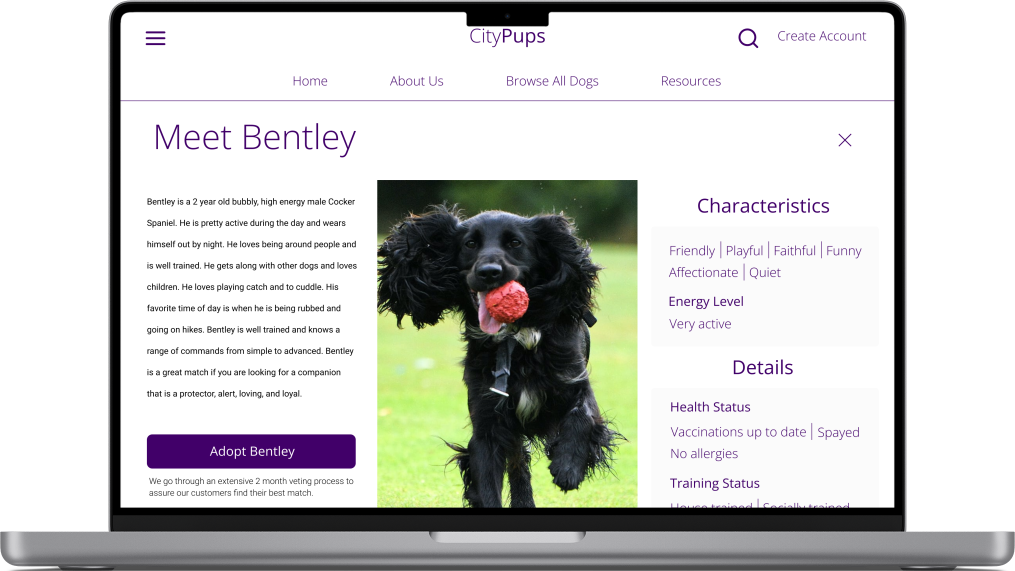 CityPups
Create Account
Home
About Us
Browse All Dogs
Resources
Meet Bentley
Bentley is a 2 year old bubbly, high energy male Cocker
Spaniel. He is pretty active during the day and wears
himself out by night. He loves being around people and
is well trained. He gets along with other dogs and loves
children. He loves playing catch and to cuddle. His
favorite time of day is when he is being rubbed and
going on hikes. Bentley is well trained and knows a
range of commands from simple to advanced. Bentley
is a great match if you are looking for a companion
that is a protector, alert, loving, and loyal.
Adopt Bentley
We go through an extensive 2 month veting process to
assure our customers find their best match.
Characteristics
Friendly | Playful | Faithful | Funny
Affectionate | Quiet
Energy Level
Very active
Details
Health Status
Vaccinations up to date | Spayed
No allergies
Training Status
House trained | Socially trained